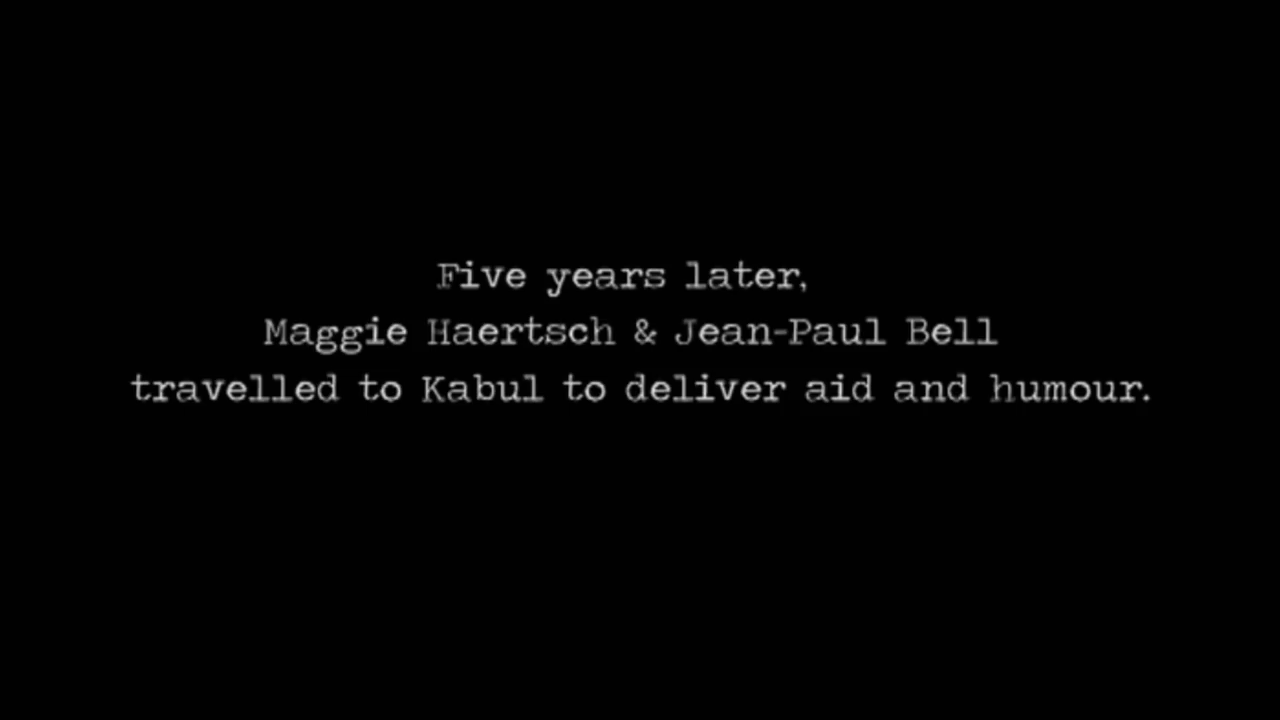 Five years later,
Maggie Haertsch & Jean-Paul Bell
travelled to Kabul to deliver aid and humour.